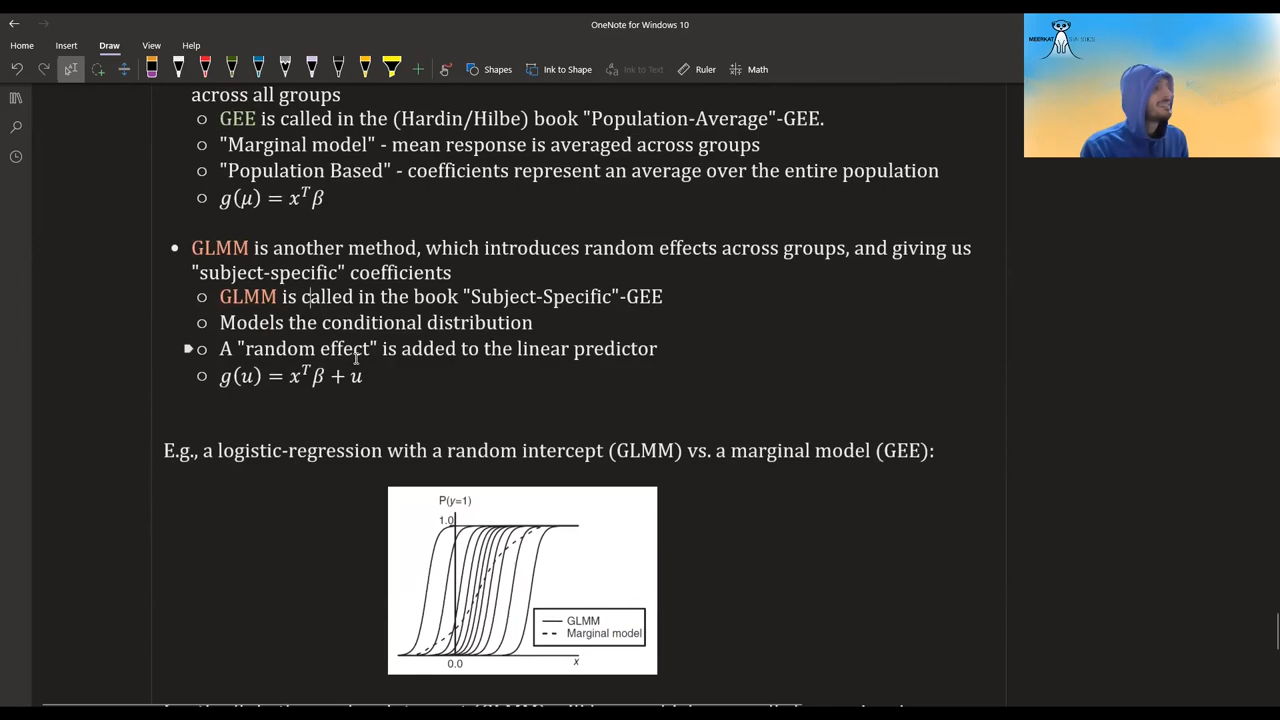 OneNote for Windows 10
Home Insert Draw View Help
Shapes Ink to Shape Ink to Text Ruler Math
across all groups
GEE is called in the (Hardin/Hilbe) book "Population-Average"-GEE.
"Marginal model" - mean response is averaged across groups
"Population Based" - coefficients represent an average over the entire population
g(μ) = x^T β
GLMM is another method, which introduces random effects across groups, and giving us
"subject-specific" coefficients
GLMM is called in the book "Subject-Specific"-GEE
Models the conditional distribution
A "random effect" is added to the linear predictor
g(u) = x^T β + u
E.g., a logistic-regression with a random intercept (GLMM) vs. a marginal model (GEE):
P(y=1)
1.0
GLMM
Marginal model
0.0
x